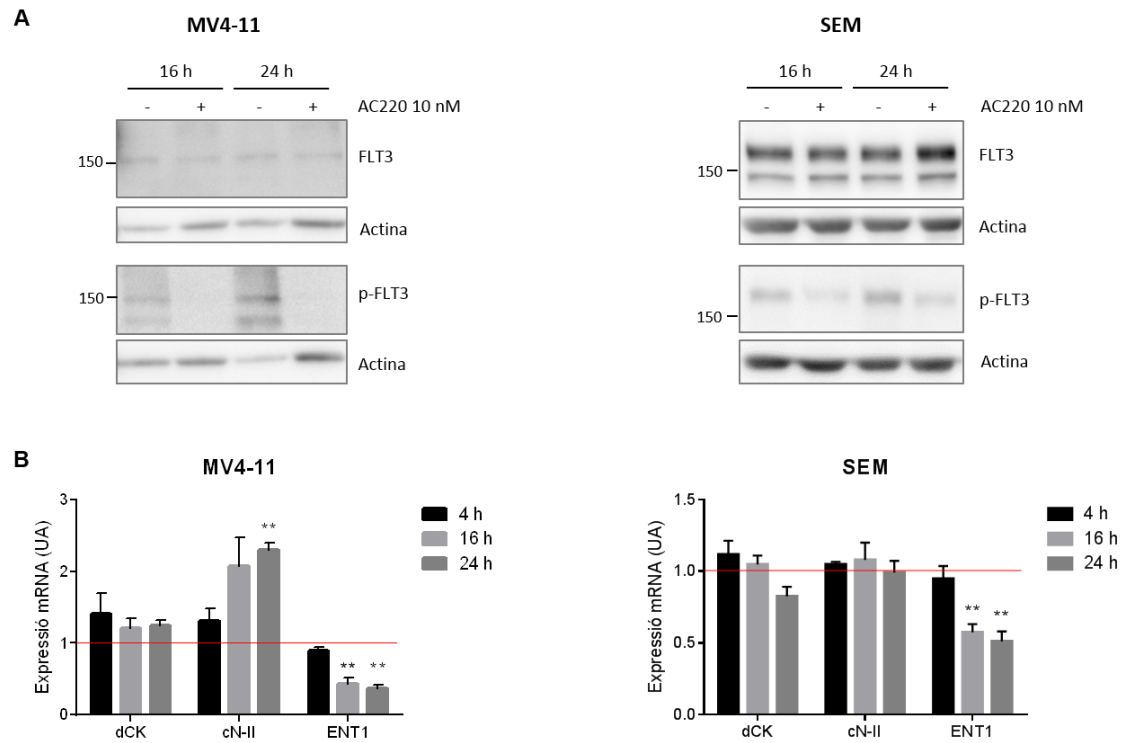 A
MV4-11
16 h 24 h
- + - + AC220 10 nM
150 FLT3
Actina
150 p-FLT3
Actina
SEM
16 h 24 h
- + - + AC220 10 nM
150 FLT3
Actina
150 p-FLT3
Actina
B
MV4-11
Expressió mRNA (UA)
3
2
1
0
** ** **
dCK cN-II ENT1
4 h
16 h
24 h
SEM
Expressió mRNA (UA)
1.5
1.0
0.5
0.0
** **
dCK cN-II ENT1
4 h
16 h
24 h